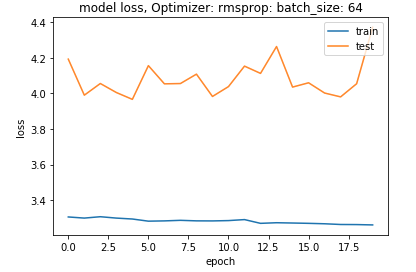 model loss, Optimizer: rmsprop: batch_size: 64
4.4
4.2
4.0
3.8
3.6
3.4
loss
train
test
0.0 2.5 5.0 7.5 10.0 12.5 15.0 17.5
epoch